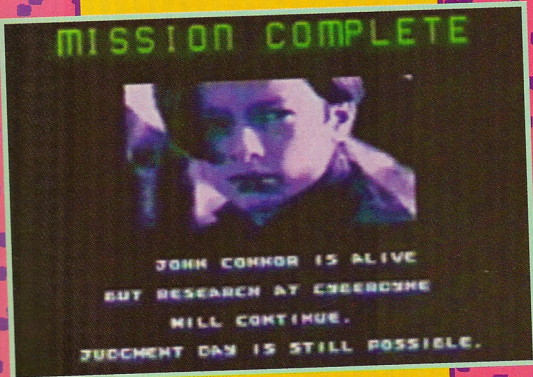 MISSION COMPLETE
JOHN CONNOR IS ALIVE
BUT RESEARCH AT CYBERDYNE
WILL CONTINUE.
JUDGMENT DAY IS STILL POSSIBLE.